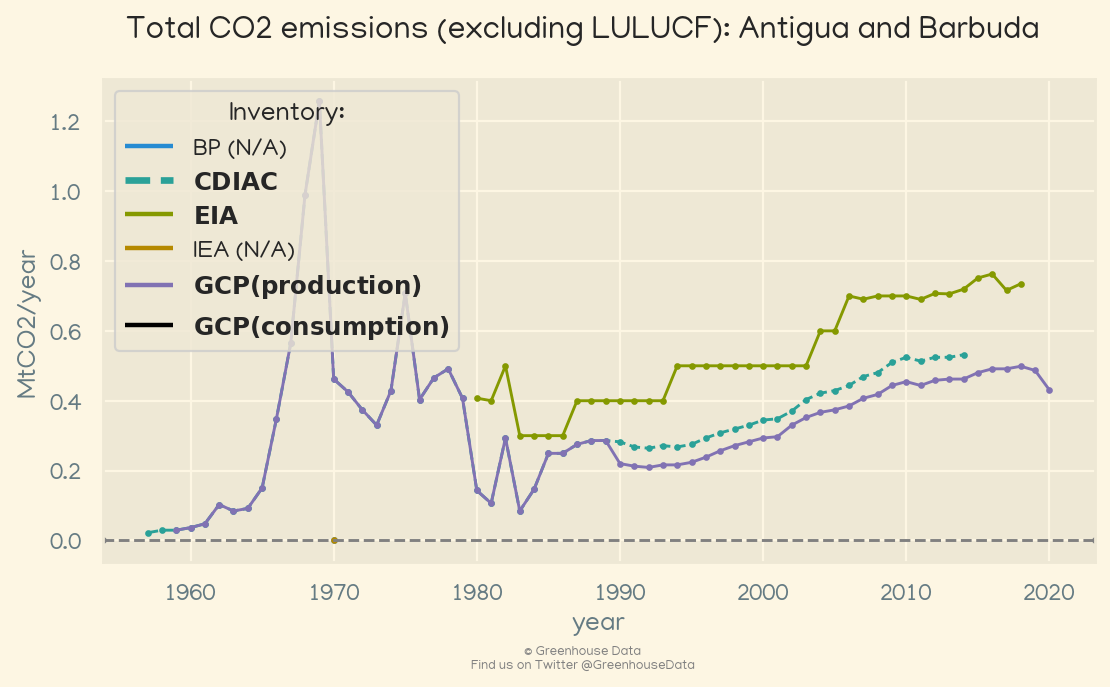 Total CO2 emissions (excluding LULUCF): Antigua and Barbuda
Inventory:
BP (N/A)
CDIAC
EIA
IEA (N/A)
GCP(production)
GCP(consumption)
MtCO2/year
1.2
1.0
0.8
0.6
0.4
0.2
0.0
1960 1970 1980 1990 2000 2010 2020
year
© Greenhouse Data
Find us on Twitter @GreenhouseData